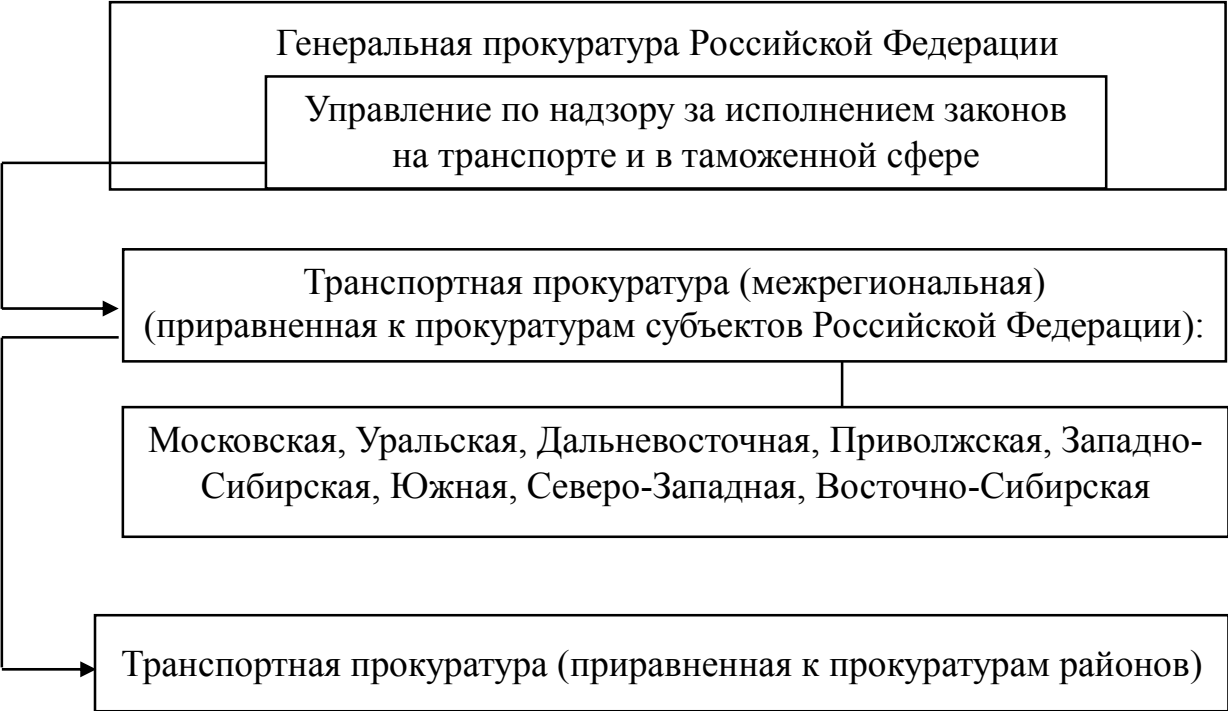 Генеральная прокуратура Российской Федерации
Управление по надзору за исполнением законов
на транспорте и в таможенной сфере
Транспортная прокуратура (межрегиональная)
(приравненная к прокуратурам субъектов Российской Федерации):
Московская, Уральская, Дальневосточная, Приволжская, Западно-
Сибирская, Южная, Северо-Западная, Восточно-Сибирская
Транспортная прокуратура (приравненная к прокуратурам районов)